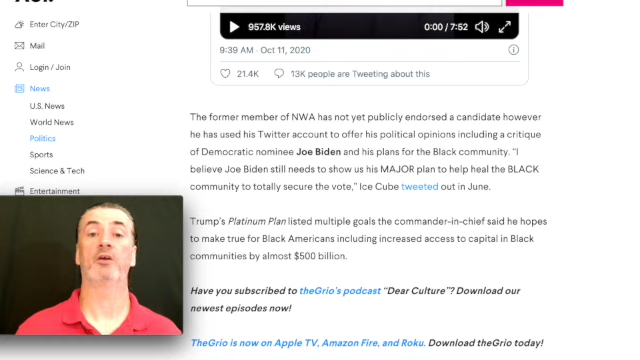 Enter City/ZIP
Mail
Login / Join
News
U.S. News
World News
Politics
Sports
Science & Tech
Entertainment
957.8K views
0:00 / 7:52
9:39 AM · Oct 11, 2020
21.4K
13K people are Tweeting about this
The former member of NWA has not yet publicly endorsed a candidate however
he has used his Twitter account to offer his political opinions including a critique
of Democratic nominee Joe Biden and his plans for the Black community. “I
believe Joe Biden still needs to show us his MAJOR plan to help heal the BLACK
community to totally secure the vote,” Ice Cube tweeted out in June.
Trump’s Platinum Plan listed multiple goals the commander-in-chief said he hopes
to make true for Black Americans including increased access to capital in Black
communities by almost $500 billion.
Have you subscribed to theGrio’s podcast “Dear Culture”? Download our
newest episodes now!
TheGrio is now on Apple TV, Amazon Fire, and Roku. Download theGrio today!